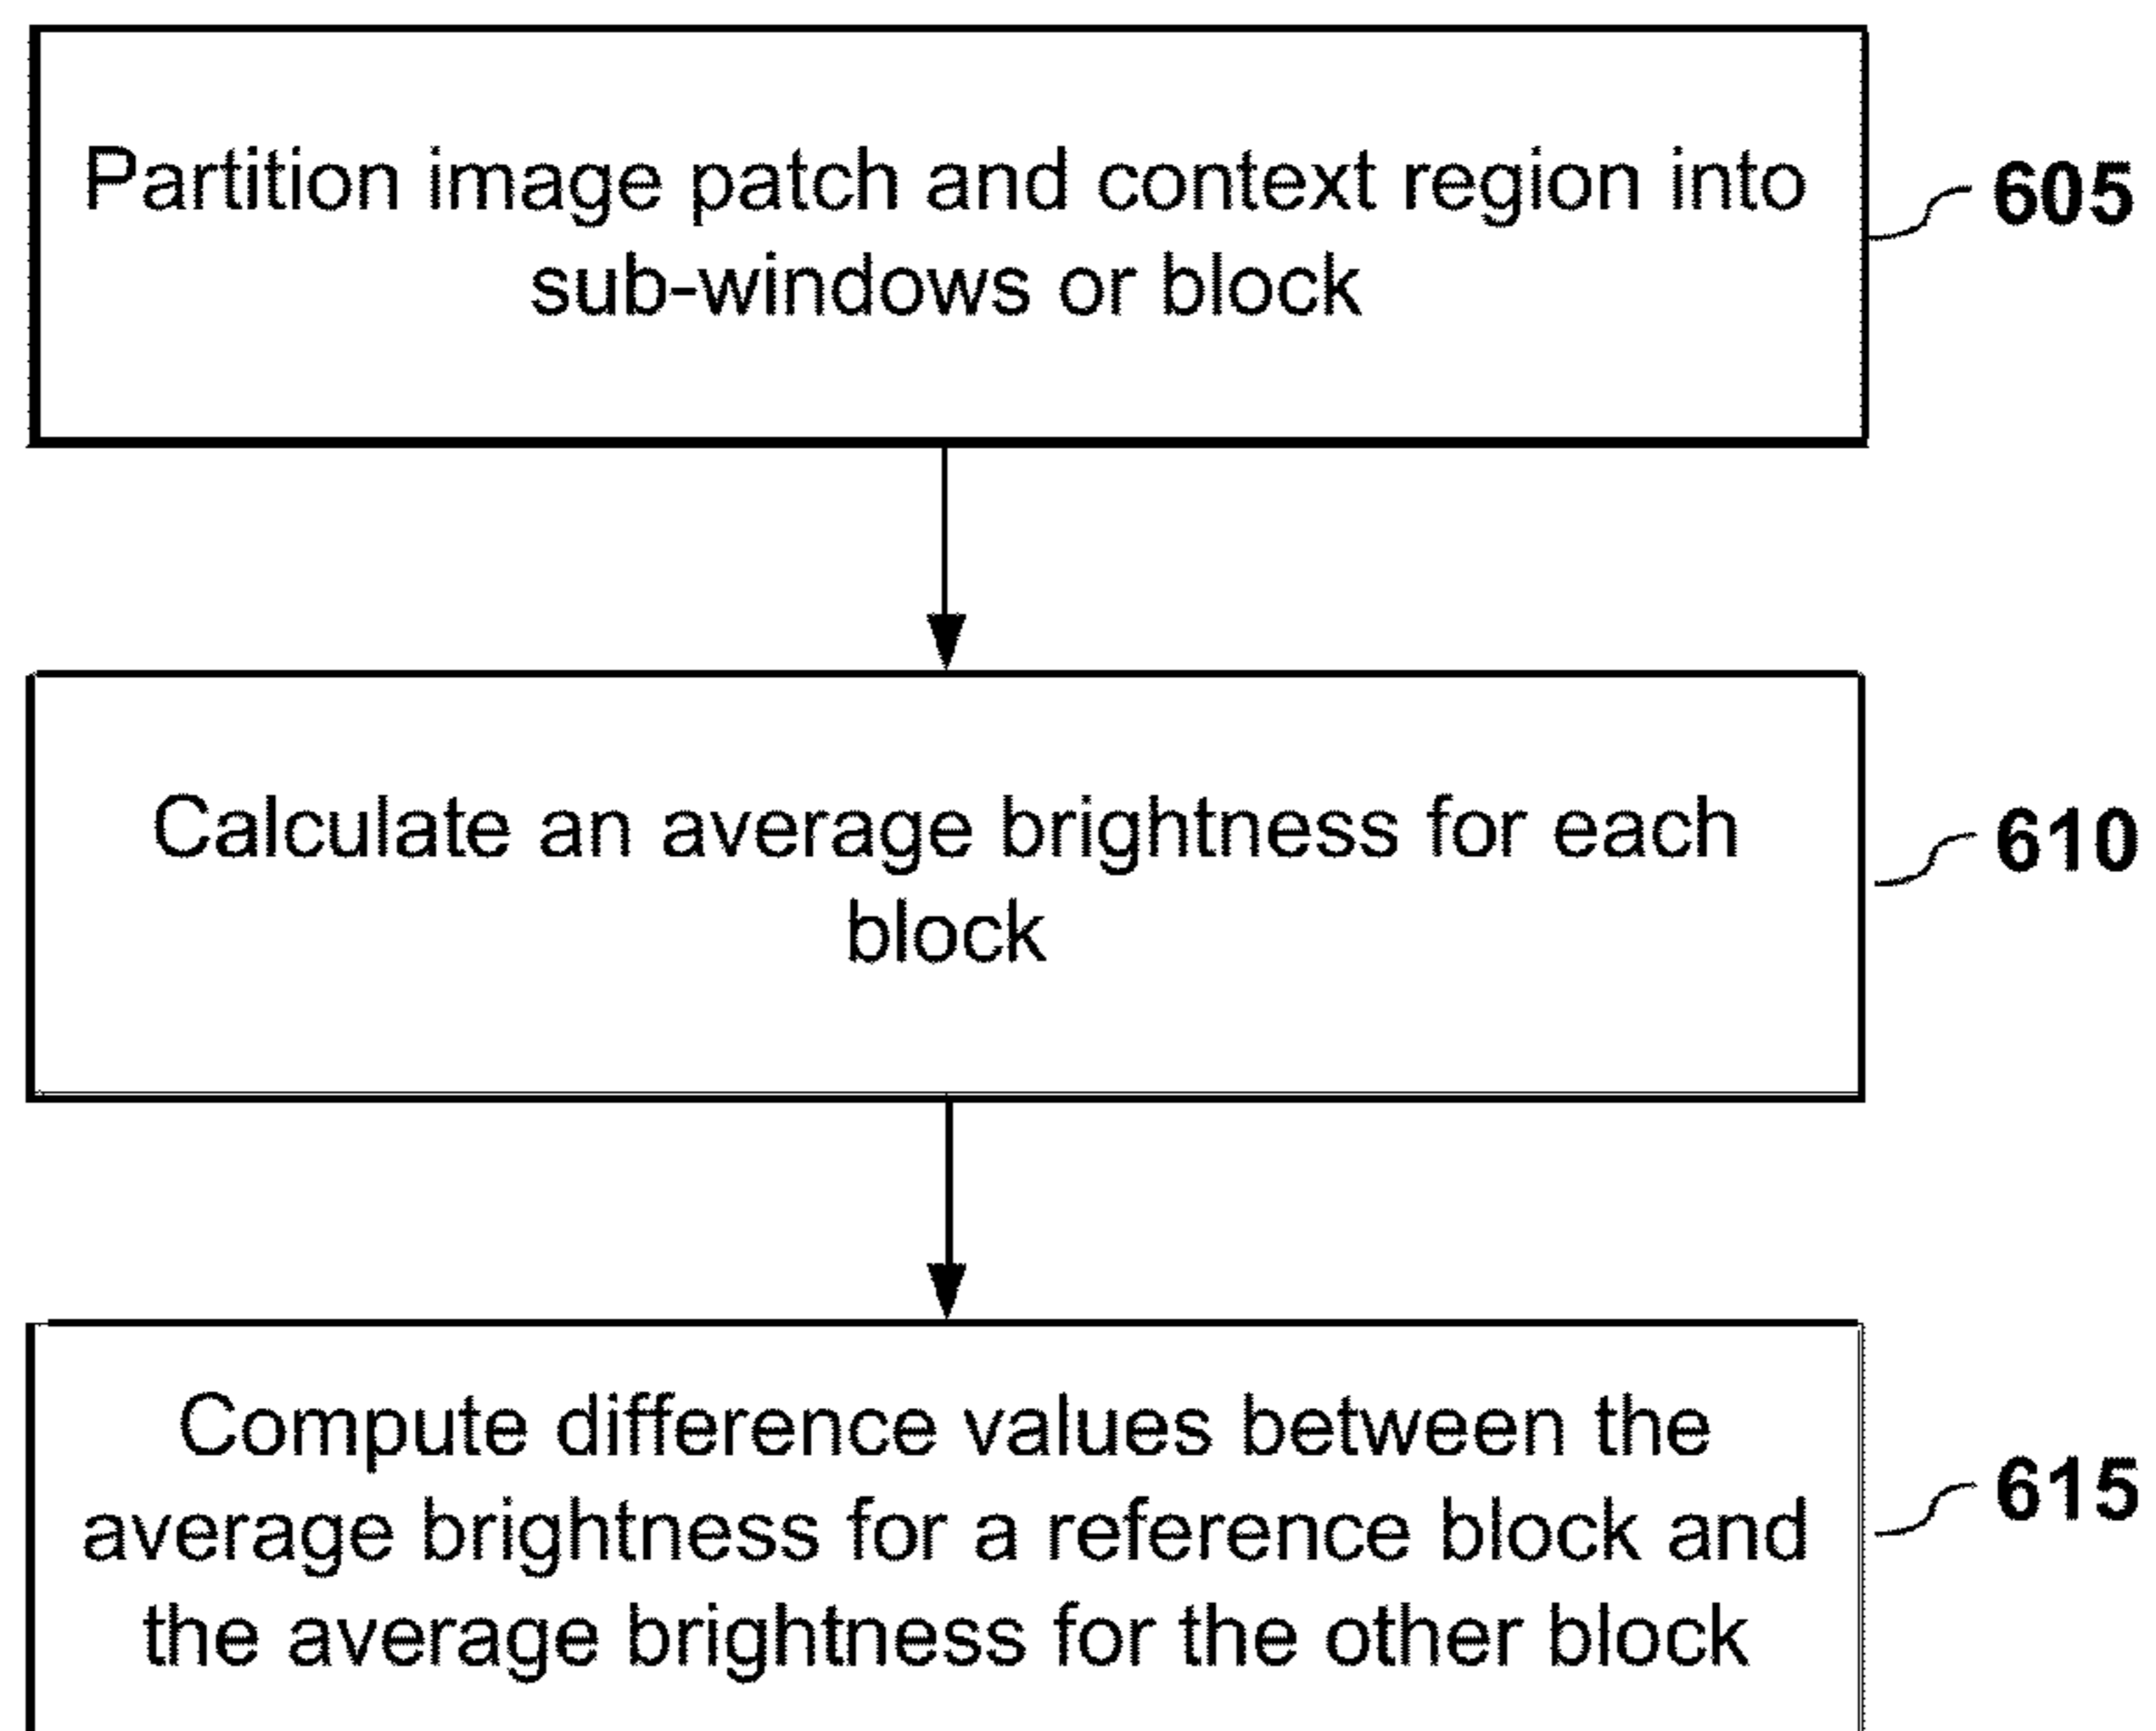 Partition image patch and context region into
sub-windows or block
605
Calculate an average brightness for each
block
610
Compute difference values between the
average brightness for a reference block and
the average brightness for the other block
615